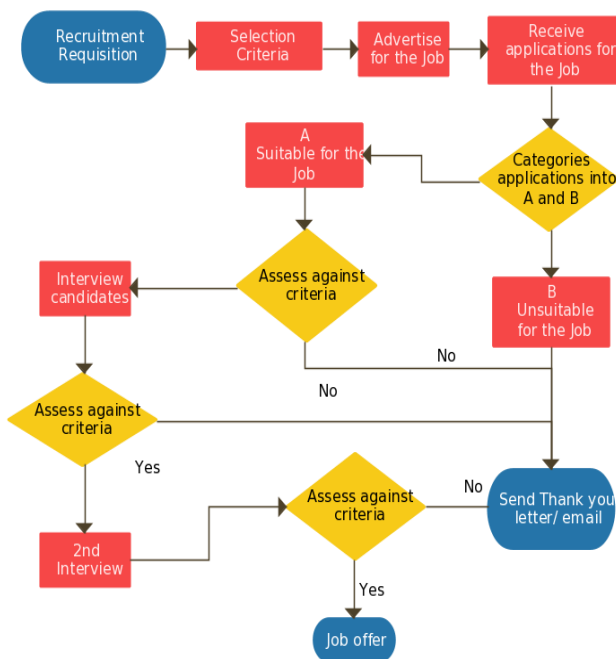 Recruitment
Requisition
Selection
Criteria
Advertise
for the Job
Receive
applications for
the Job
A
Suitable for the
Job
Categories
applications into
A and B
Assess against
criteria
Interview
candidates
B
Unsuitable
for the Job
No
No
Assess against
criteria
Yes
Assess against
criteria
No
Send Thank you
letter/ email
2nd
Interview
Yes
Job offer